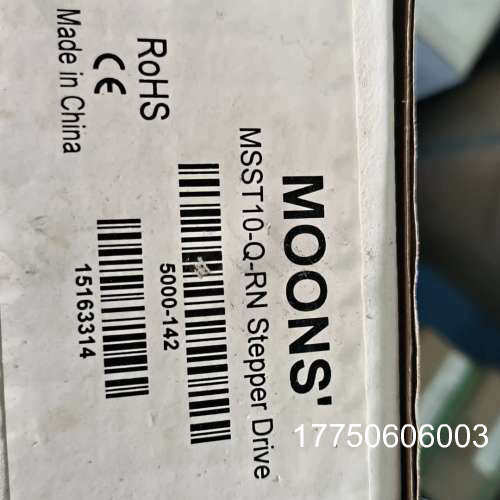 MOONS'
MSST10-Q-RN Stepper Drive
5000-142
15163314
RoHS
CE
Made in China
17750606003